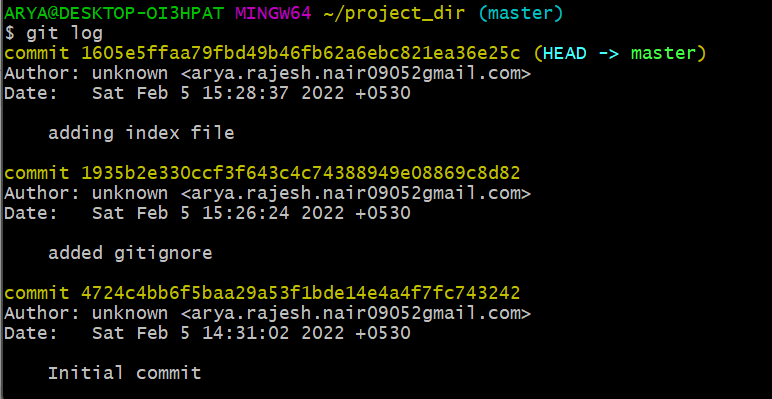 ARYA@DESKTOP-OI3HPAT MINGW64 ~/project_dir (master)
$ git log
commit 1605e5ffaa79fbd49b46fb62a6ebc821ea36e25c (HEAD -> master)
Author: unknown <arya.rajesh.nair09052gmail.com>
Date:   Sat Feb 5 15:28:37 2022 +0530
    adding index file
commit 1935b2e330ccf3f643c4c74388949e08869c8d82
Author: unknown <arya.rajesh.nair09052gmail.com>
Date:   Sat Feb 5 15:26:24 2022 +0530
    added gitignore
commit 4724c4bb6f5baa29a53f1bde14e4a4f7fc743242
Author: unknown <arya.rajesh.nair09052gmail.com>
Date:   Sat Feb 5 14:31:02 2022 +0530
    Initial commit